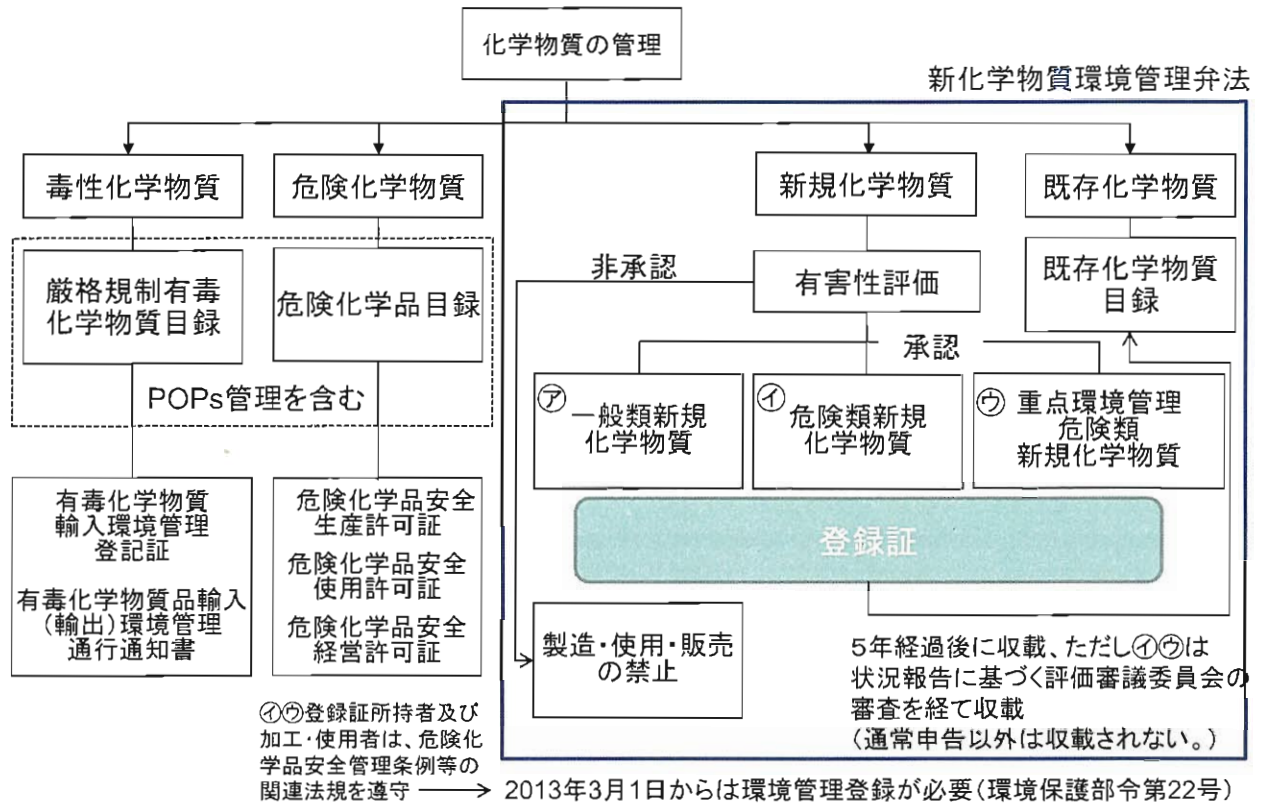 化学物質の管理
新化学物質環境管理弁法
毒性化学物質
危険化学物質
新規化学物質
既存化学物質
厳格規制有毒
化学物質目録
危険化学品目録
POPs管理を含む
非承認
有害性評価
既存化学物質
目録
承認
㋐
一般類新規
化学物質
㋑
危険類新規
化学物質
㋒
重点環境管理
危険類
新規化学物質
有毒化学物質
輸入環境管理
登記証
有毒化学物質品輸入
(輸出)環境管理
通行通知書
危険化学品安全
生産許可証
危険化学品安全
使用許可証
危険化学品安全
経営許可証
登録証
製造・使用・販売
の禁止
5年経過後に収載、ただし㋑㋒は
状況報告に基づく評価審議委員会の
審査を経て収載
(通常申告以外は収載されない。)
㋑㋒登録証所持者及び
加工・使用者は、危険化
学品安全管理条例等の
関連法規を遵守
2013年3月1日からは環境管理登録が必要(環境保護部令第22号)